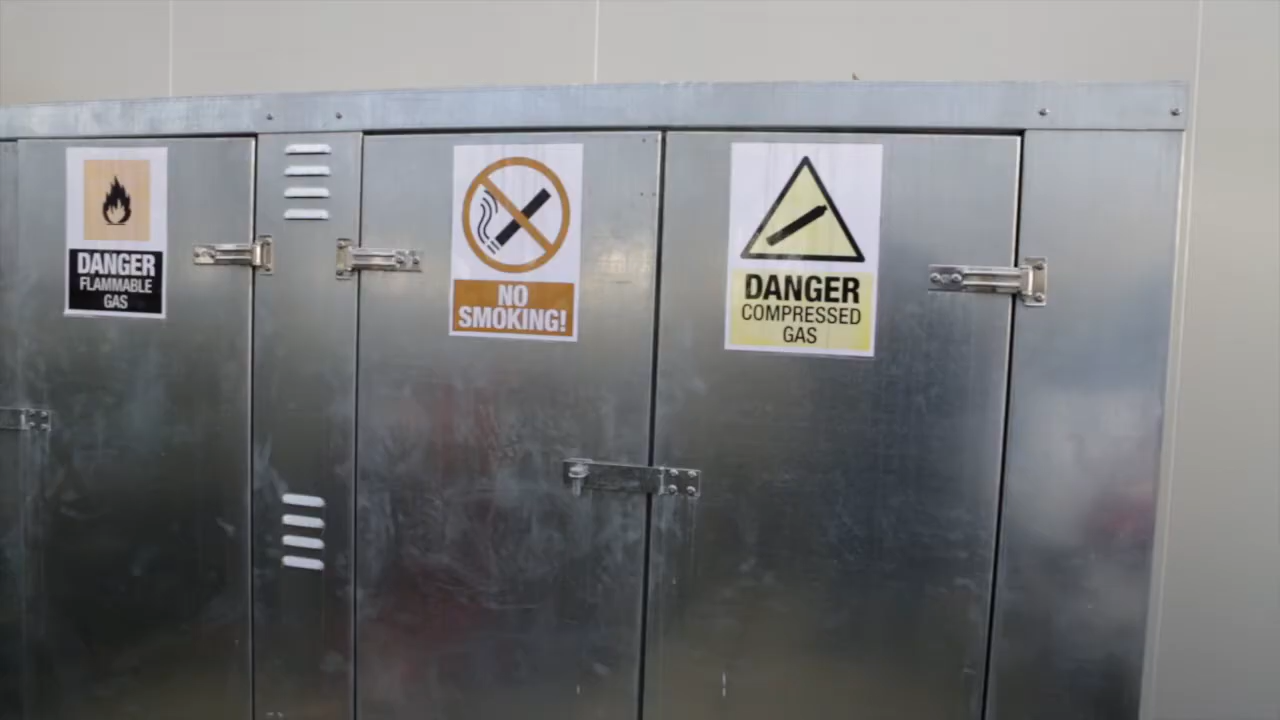 DANGER
FLAMMABLE
GAS
NO
SMOKING!
DANGER
COMPRESSED
GAS